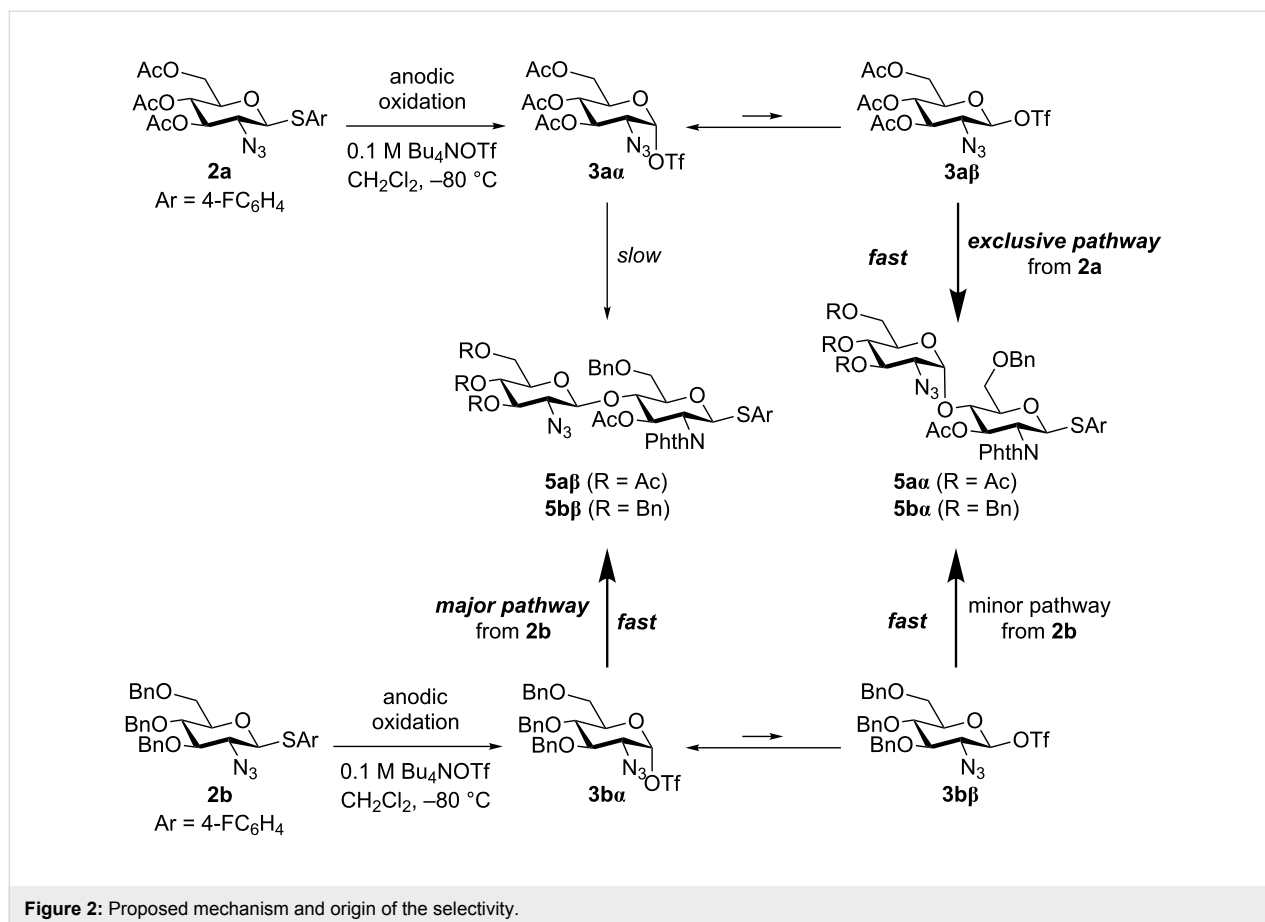 AcO
AcO
AcO
O
SAr
N3
2a
Ar = 4-FC6H4
anodic
oxidation
0.1 M Bu4NOTf
CH2Cl2, –80 °C
AcO
AcO
AcO
O
N3
OTf
3aα
AcO
AcO
AcO
O
OTf
N3
3aβ
slow
fast
exclusive pathway
from 2a
RO
RO
RO
O
N3
O
BnO
AcO
O
SAr
PhthN
5aβ (R = Ac)
5bβ (R = Bn)
RO
RO
RO
O
N3
O
OBn
AcO
O
SAr
PhthN
5aα (R = Ac)
5bα (R = Bn)
major pathway
from 2b
fast
fast
minor pathway
from 2b
BnO
BnO
BnO
O
SAr
N3
2b
Ar = 4-FC6H4
anodic
oxidation
0.1 M Bu4NOTf
CH2Cl2, –80 °C
BnO
BnO
BnO
O
N3
OTf
3bα
BnO
BnO
BnO
O
OTf
N3
3bβ
Figure 2: Proposed mechanism and origin of the selectivity.